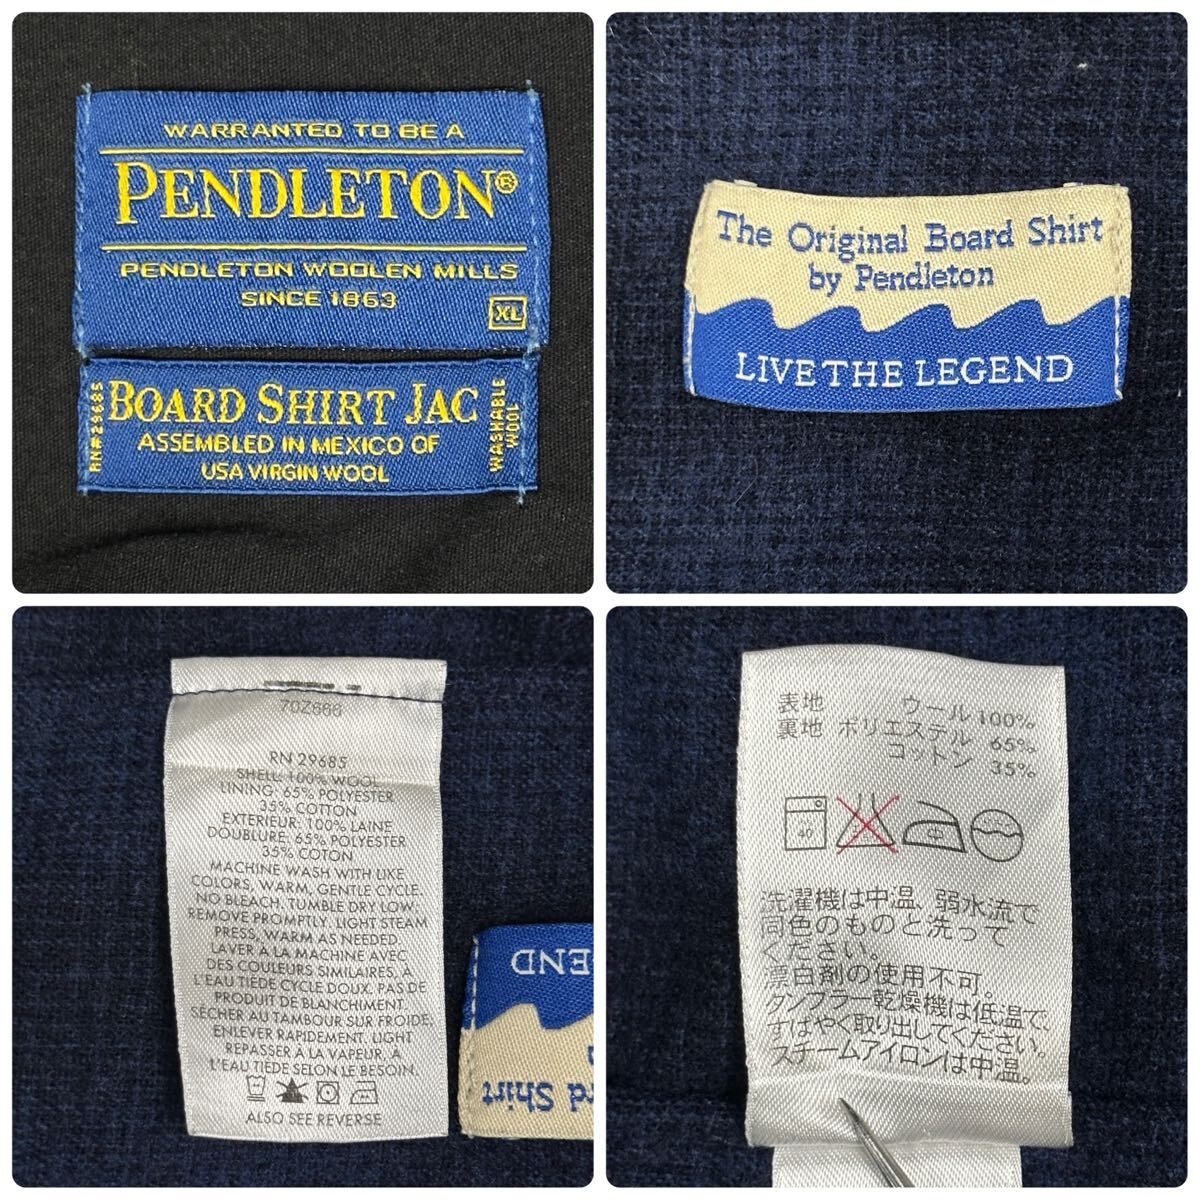 WARRANTED TO BE A
PENDLETON®
PENDLETON WOOLEN MILLS
SINCE 1863
XL
RN#29685
BOARD SHIRT JAC
ASSEMBLED IN MEXICO OF
USA VIRGIN WOOL
WASHABLE
WOOL
The Original Board Shirt
by Pendleton
LIVE THE LEGEND
70Z666
RN 29685
SHELL: 100% WOOL
LINING: 65% POLYESTER
35% COTTON
EXTERIEUR: 100% LAINE
DOUBLURE: 65% POLYESTER
35% COTON
MACHINE WASH WITH LIKE
COLORS, WARM, GENTLE CYCLE.
NO BLEACH. TUMBLE DRY LOW.
REMOVE PROMPTLY. LIGHT STEAM
PRESS, WARM AS NEEDED.
LAVER À LA MACHINE AVEC
DES COULEURS SIMILAIRES, À
L'EAU TIÈDE CYCLE DOUX. PAS DE
PRODUIT DE BLANCHIMENT.
SÉCHER AU TAMBOUR SUR FROIDE,
ENLEVER RAPIDEMENT. LIGHT
REPASSER À LA VAPEUR, À
L'EAU TIÈDE SELON LE BESOIN.
ALSO SEE REVERSE
END
rd Shirt
表地 ウール 100%
裏地 ポリエステル 65%
コットン 35%
40
中
洗濯機は中温、弱水流で
同色のものと洗って
ください。
漂白剤の使用不可。
タンブラー乾燥機は低温で、
すばやく取り出してください。
スチームアイロンは中温。